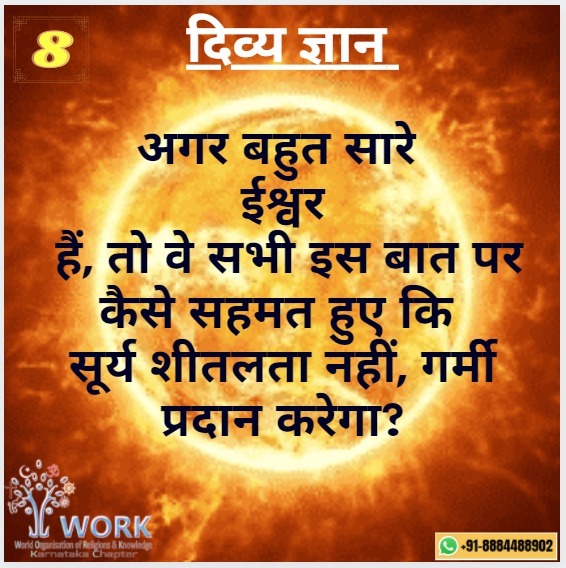 8
दिव्य ज्ञान
अगर बहुत सारे
ईश्वर
हैं, तो वे सभी इस बात पर
कैसे सहमत हुए कि
सूर्य शीतलता नहीं, गर्मी
प्रदान करेगा?
WORK
World Organisation of Religions & Knowledge
Karnataka Chapter
+91-8884488902